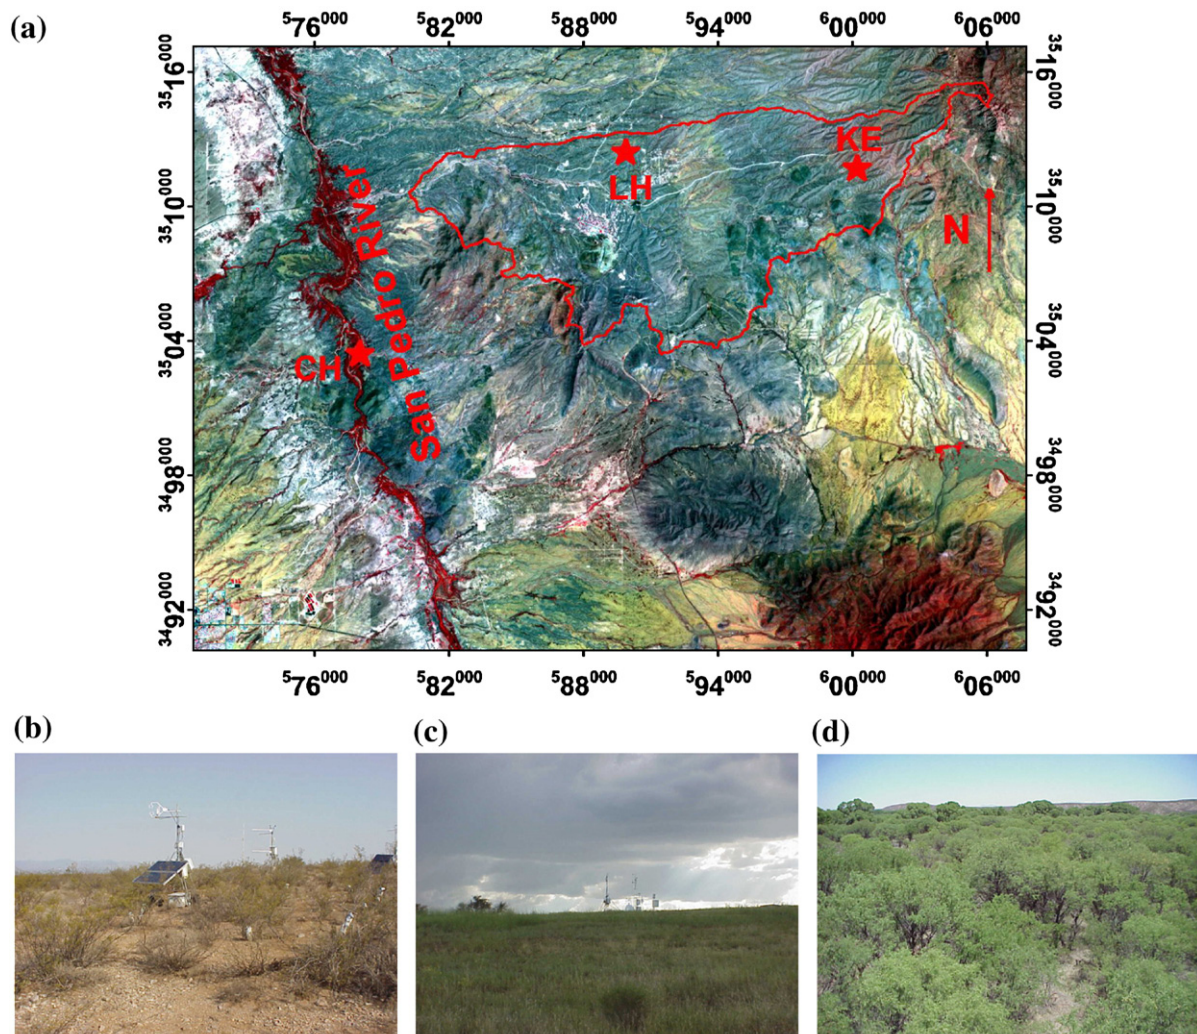 (a)
⁵76⁰⁰⁰ ⁵82⁰⁰⁰ ⁵88⁰⁰⁰ ⁵94⁰⁰⁰ ⁶00⁰⁰⁰ ⁶06⁰⁰⁰
³⁵16⁰⁰⁰ ³⁵16⁰⁰⁰
KE
LH
³⁵10⁰⁰⁰ ³⁵10⁰⁰⁰
N
San Pedro River
³⁵04⁰⁰⁰ ³⁵04⁰⁰⁰
CH
³⁴98⁰⁰⁰ ³⁴98⁰⁰⁰
³⁴92⁰⁰⁰ ³⁴92⁰⁰⁰
⁵76⁰⁰⁰ ⁵82⁰⁰⁰ ⁵88⁰⁰⁰ ⁵94⁰⁰⁰ ⁶00⁰⁰⁰ ⁶06⁰⁰⁰
(b) (c) (d)